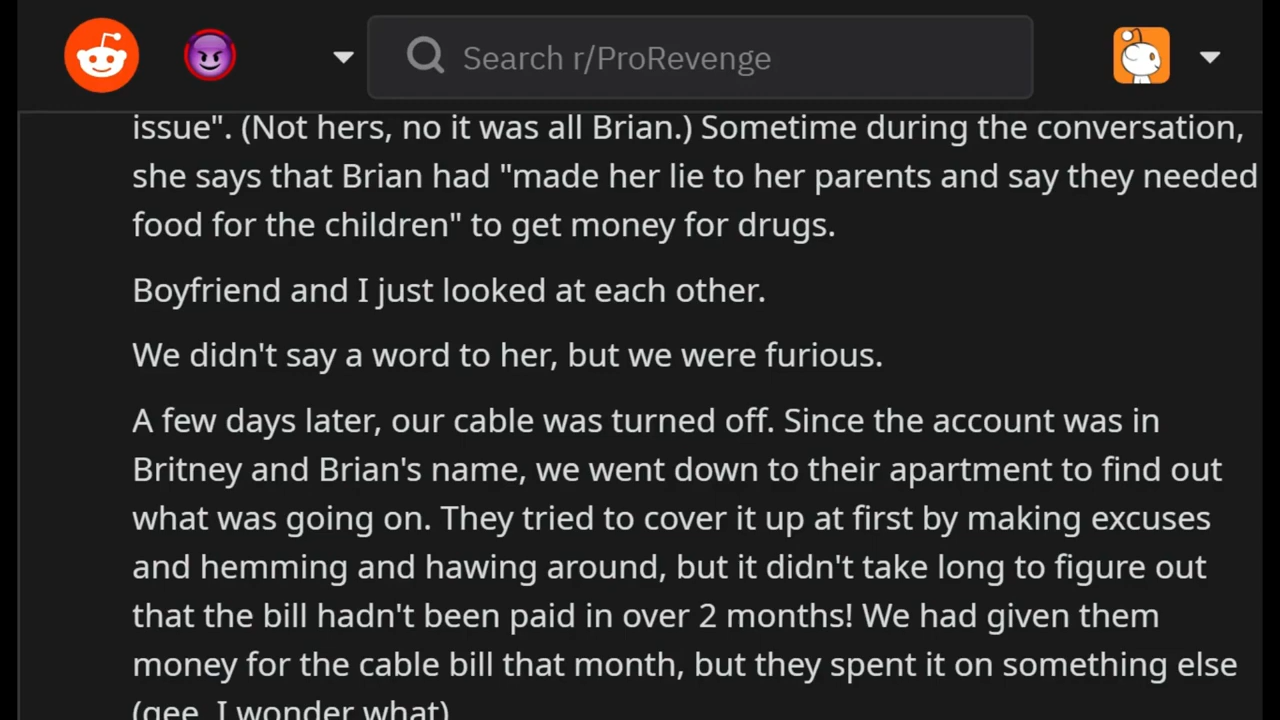 Search r/ProRevenge
issue". (Not hers, no it was all Brian.) Sometime during the conversation,
she says that Brian had "made her lie to her parents and say they needed
food for the children" to get money for drugs.
Boyfriend and I just looked at each other.
We didn't say a word to her, but we were furious.
A few days later, our cable was turned off. Since the account was in
Britney and Brian's name, we went down to their apartment to find out
what was going on. They tried to cover it up at first by making excuses
and hemming and hawing around, but it didn't take long to figure out
that the bill hadn't been paid in over 2 months! We had given them
money for the cable bill that month, but they spent it on something else
(gee, I wonder what)